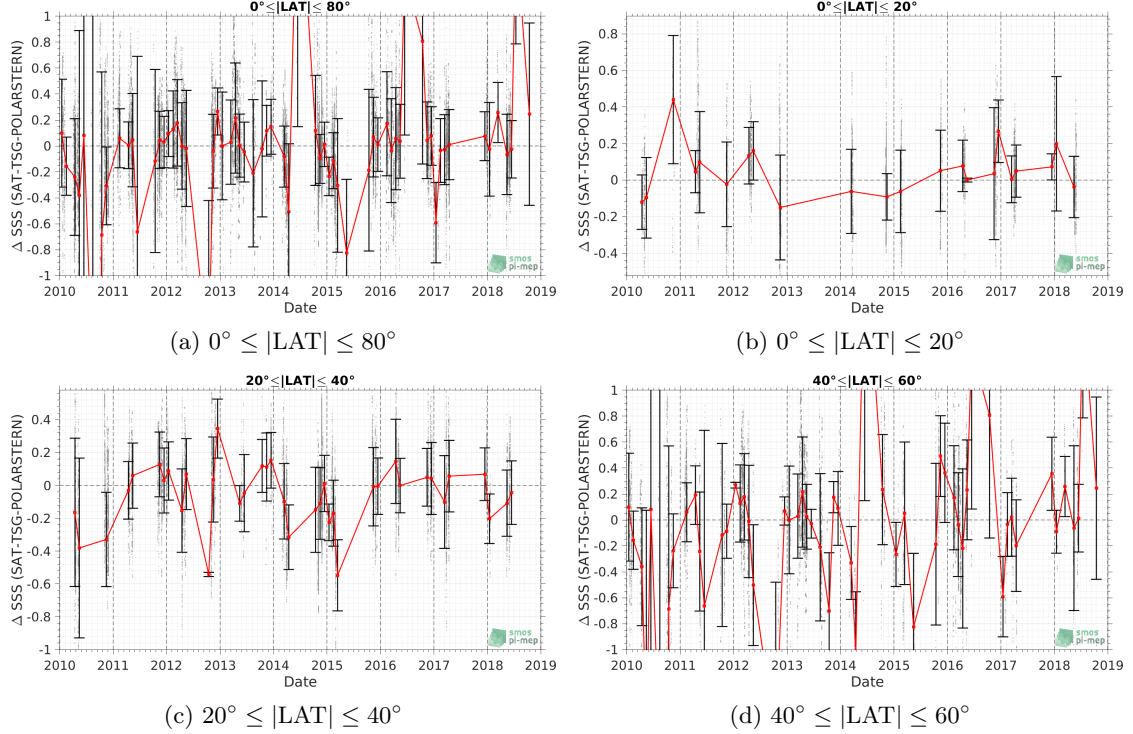 0°≤|LAT|≤ 80°
Δ SSS (SAT-TSG-POLARSTERN)
1
0.8
0.6
0.4
0.2
0
-0.2
-0.4
-0.6
-0.8
-1
2010 2011 2012 2013 2014 2015 2016 2017 2018 2019
Date
smos
pi-mep
(a) 0° ≤ |LAT| ≤ 80°
0°≤|LAT|≤ 20°
Δ SSS (SAT-TSG-POLARSTERN)
0.8
0.6
0.4
0.2
0
-0.2
-0.4
2010 2011 2012 2013 2014 2015 2016 2017 2018 2019
Date
smos
pi-mep
(b) 0° ≤ |LAT| ≤ 20°
20°≤|LAT|≤ 40°
Δ SSS (SAT-TSG-POLARSTERN)
0.4
0.2
0
-0.2
-0.4
-0.6
-0.8
-1
2010 2011 2012 2013 2014 2015 2016 2017 2018 2019
Date
smos
pi-mep
(c) 20° ≤ |LAT| ≤ 40°
40°≤|LAT|≤ 60°
Δ SSS (SAT-TSG-POLARSTERN)
1
0.8
0.6
0.4
0.2
0
-0.2
-0.4
-0.6
-0.8
-1
2010 2011 2012 2013 2014 2015 2016 2017 2018 2019
Date
smos
pi-mep
(d) 40° ≤ |LAT| ≤ 60°